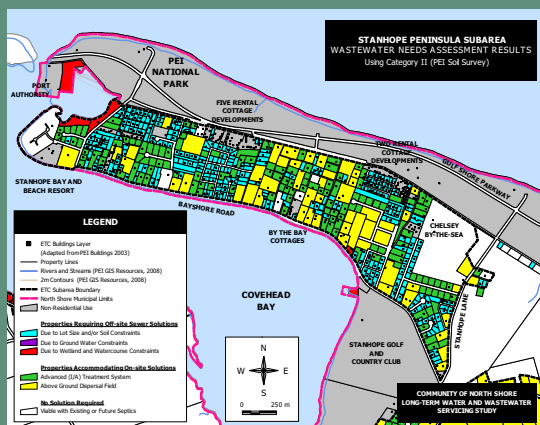 STANHOPE PENINSULA SUBAREA
WASTEWATER NEEDS ASSESSMENT RESULTS
Using Category II (PEI Soil Survey)
PEI
NATIONAL
PARK
PORT
AUTHORITY
FIVE RENTAL
COTTAGE
DEVELOPMENTS
TWO RENTAL
COTTAGE
DEVELOPMENTS
GULF SHORE PARKWAY
STANHOPE BAY AND
BEACH RESORT
BAYSHORE ROAD
BY THE BAY
COTTAGES
CHELSEY
BY-THE-SEA
STANHOPE LANE
COVEHEAD
BAY
STANHOPE GOLF
AND
COUNTRY CLUB
LEGEND
ETC Buildings Layer
(Adapted from PEI Buildings 2003)
Property Lines
Rivers and Streams (PEI GIS Resources, 2008)
2m Contours (PEI GIS Resources, 2008)
ETC Subarea Boundary
North Shore Municipal Limits
Non-Residential Use
Properties Requiring Off-site Sewer Solutions
Due to Lot Size and/or Soil Constraints
Due to Ground Water Constraints
Due to Wetland and Watercourse Constraints
Properties Accommodating On-site Solutions
Advanced (I/A) Treatment System
Above Ground Dispersal Field
No Solution Required
Viable with Existing or Future Septics
N
W E
S
0 250 m
COMMUNITY OF NORTH SHORE
LONG-TERM WATER AND WASTEWATER
SERVICING STUDY